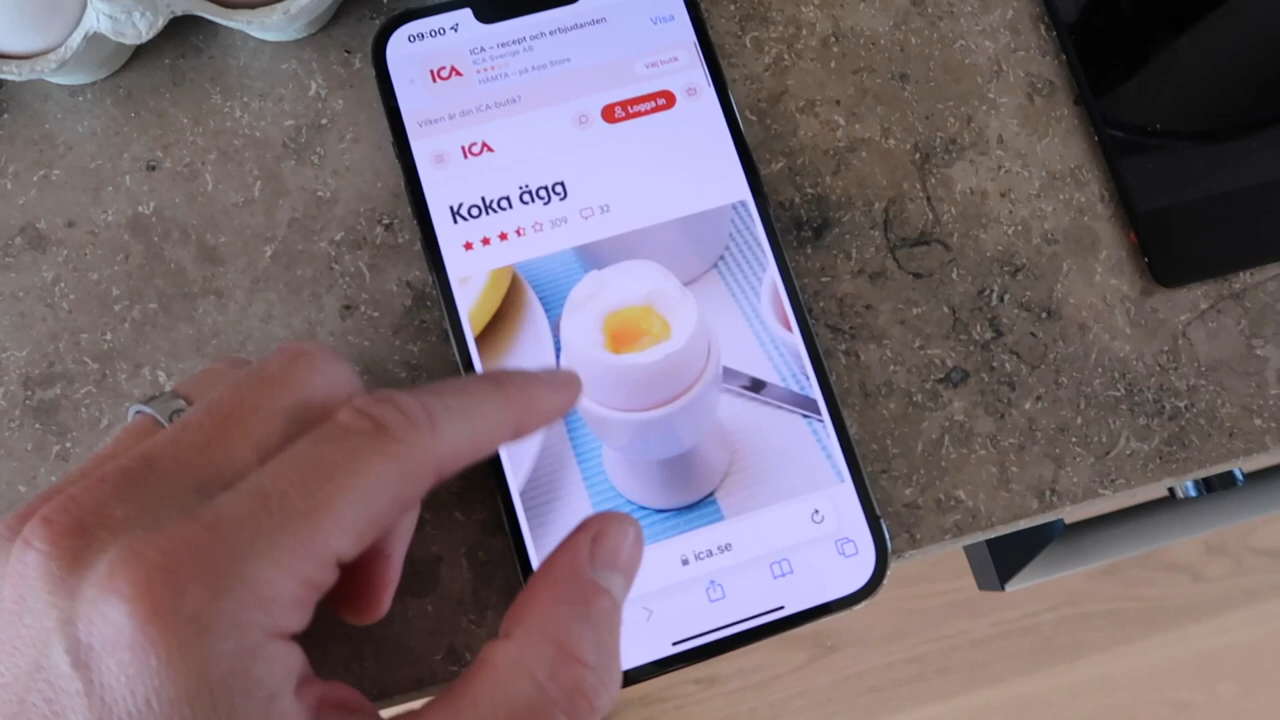 09:00
ICA – recept och erbjudanden
ICA Sverige AB
HÄMTA – på App Store
Visa
ICA
Vilken är din ICA-butik?
Välj butik
ICA
Logga in
Koka ägg
309
32
ica.se